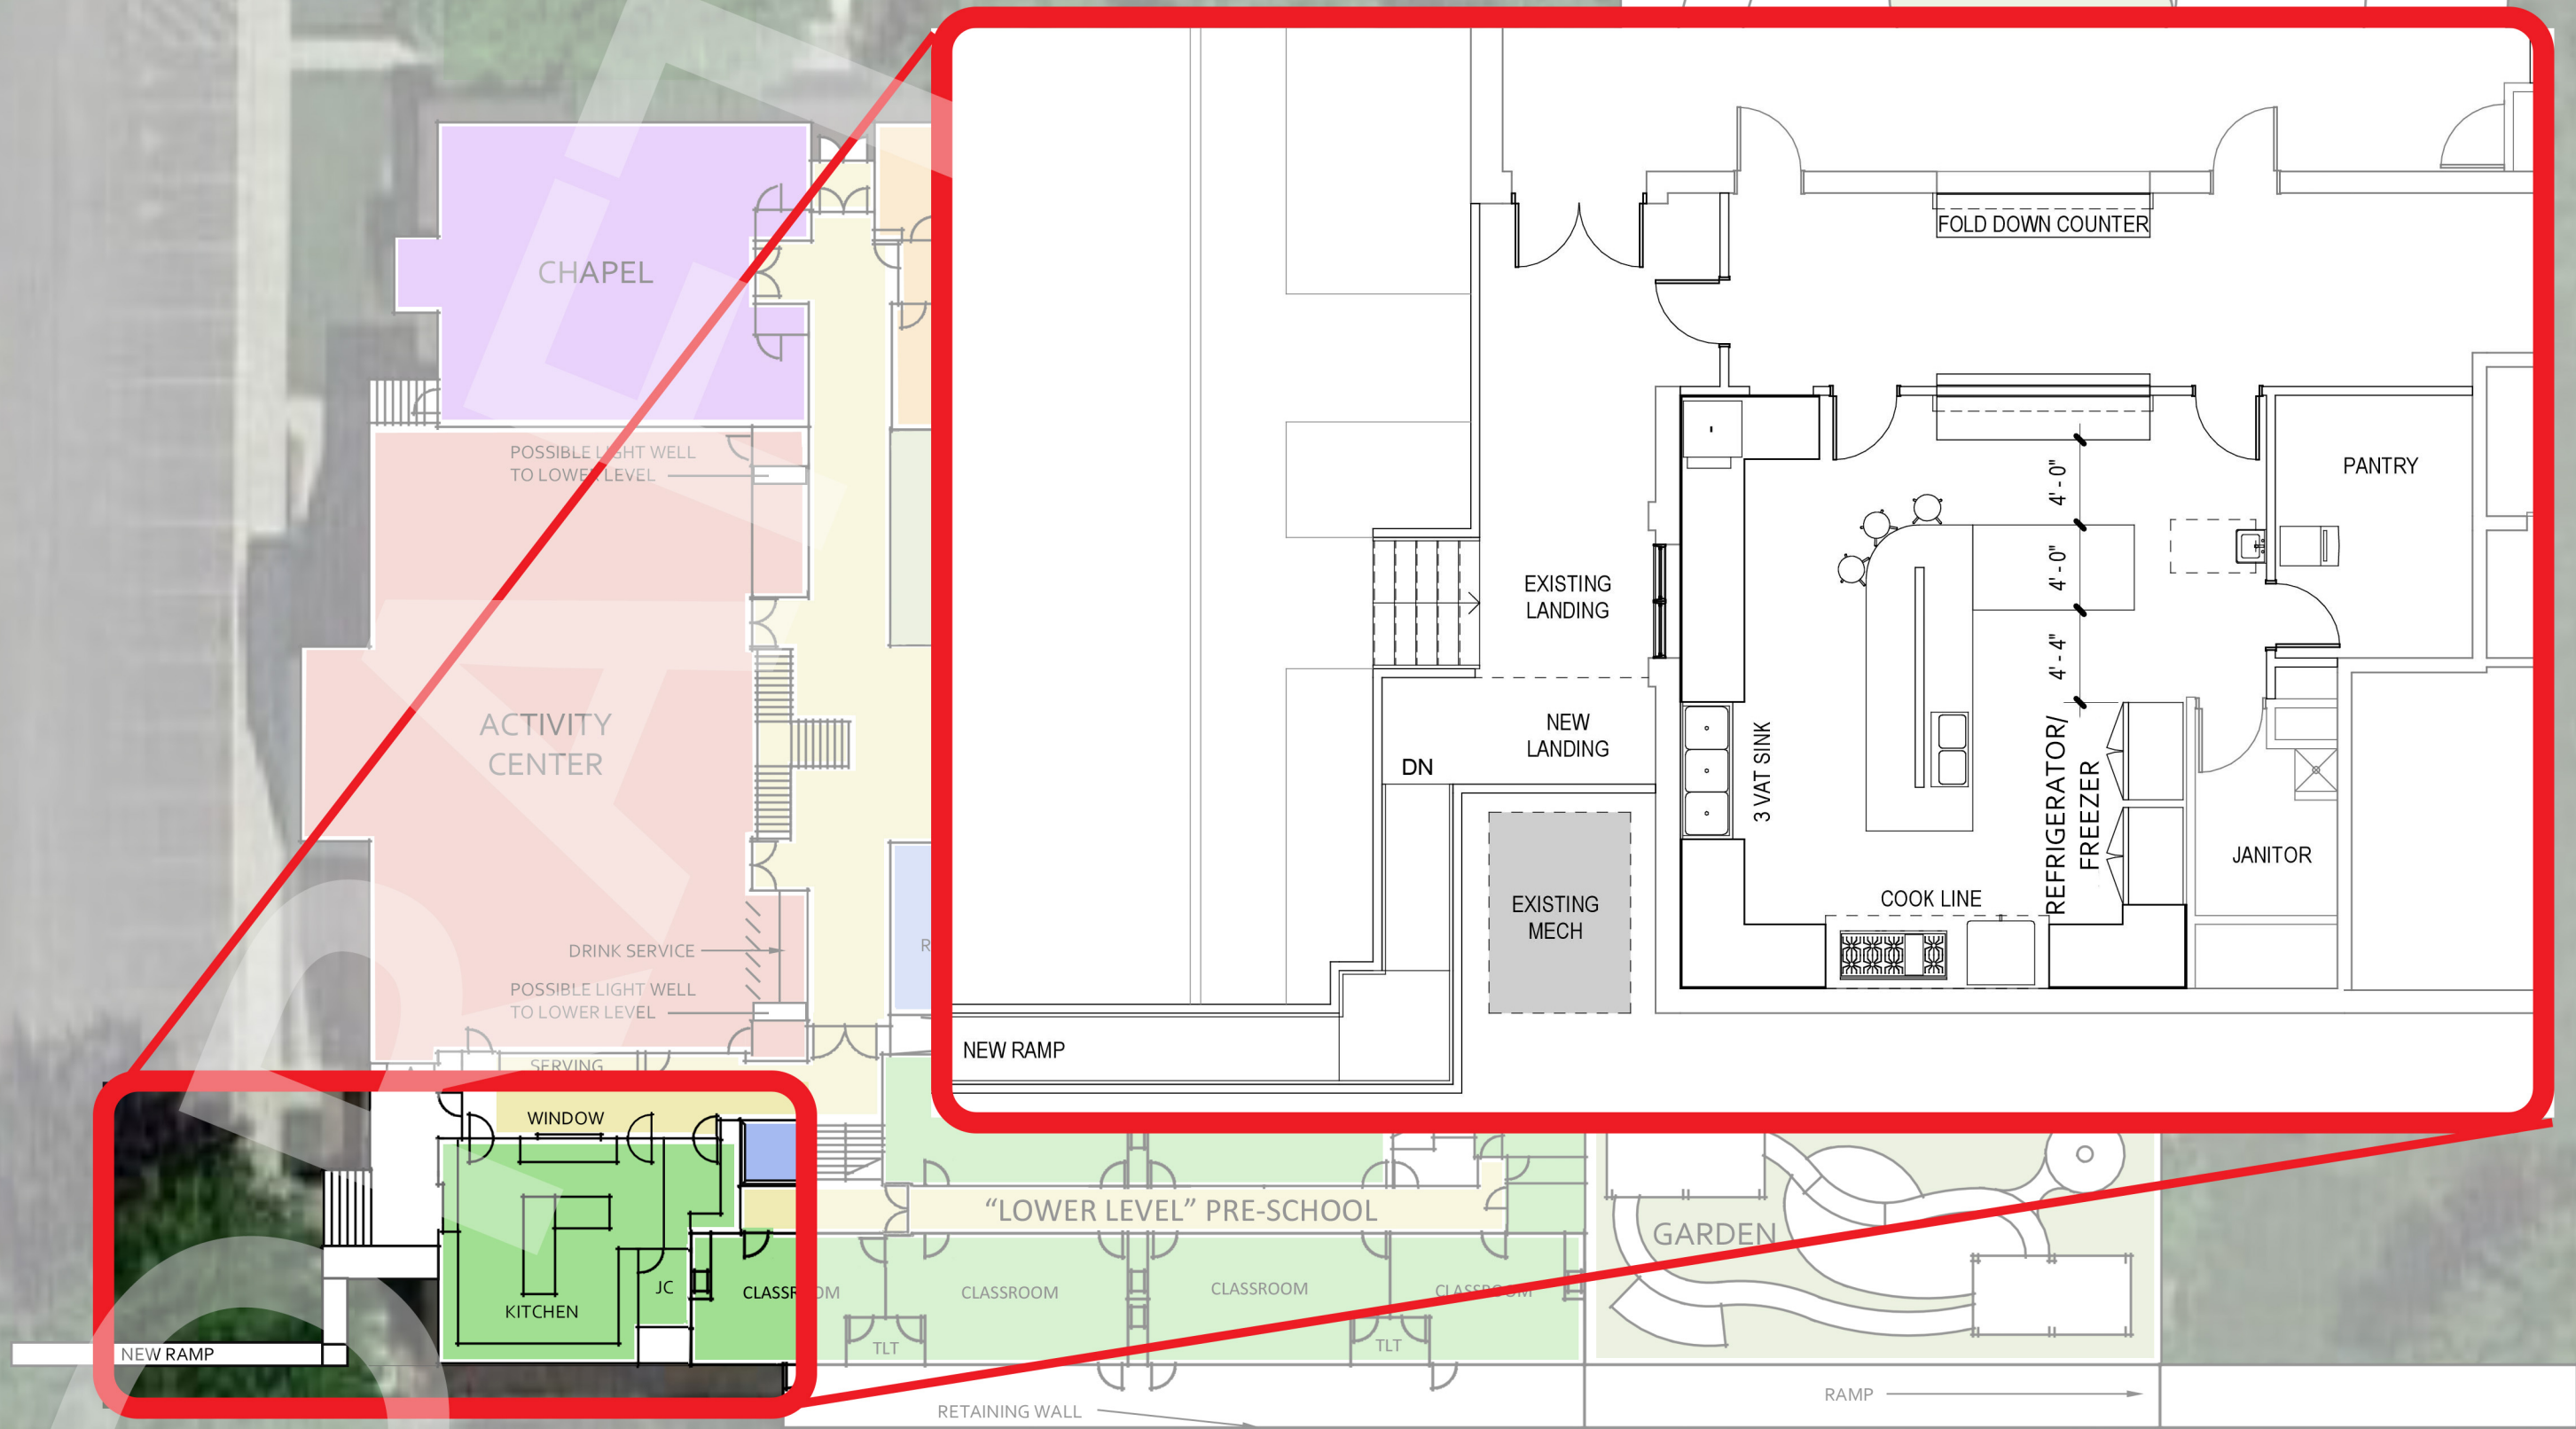 CHAPEL
POSSIBLE LIGHT WELL
TO LOWER LEVEL
ACTIVITY
CENTER
DRINK SERVICE
POSSIBLE LIGHT WELL
TO LOWER LEVEL
SERVING
WINDOW
KITCHEN
JC
CLASSROOM
NEW RAMP
FOLD DOWN COUNTER
PANTRY
4'-0"
4'-0"
4'-4"
EXISTING
LANDING
NEW
LANDING
DN
3 VAT SINK
REFRIGERATOR/
FREEZER
JANITOR
COOK LINE
EXISTING
MECH
NEW RAMP
"LOWER LEVEL" PRE-SCHOOL
CLASSROOM
CLASSROOM
CLASSROOM
TLT
TLT
GARDEN
RETAINING WALL
RAMP
DRAFT